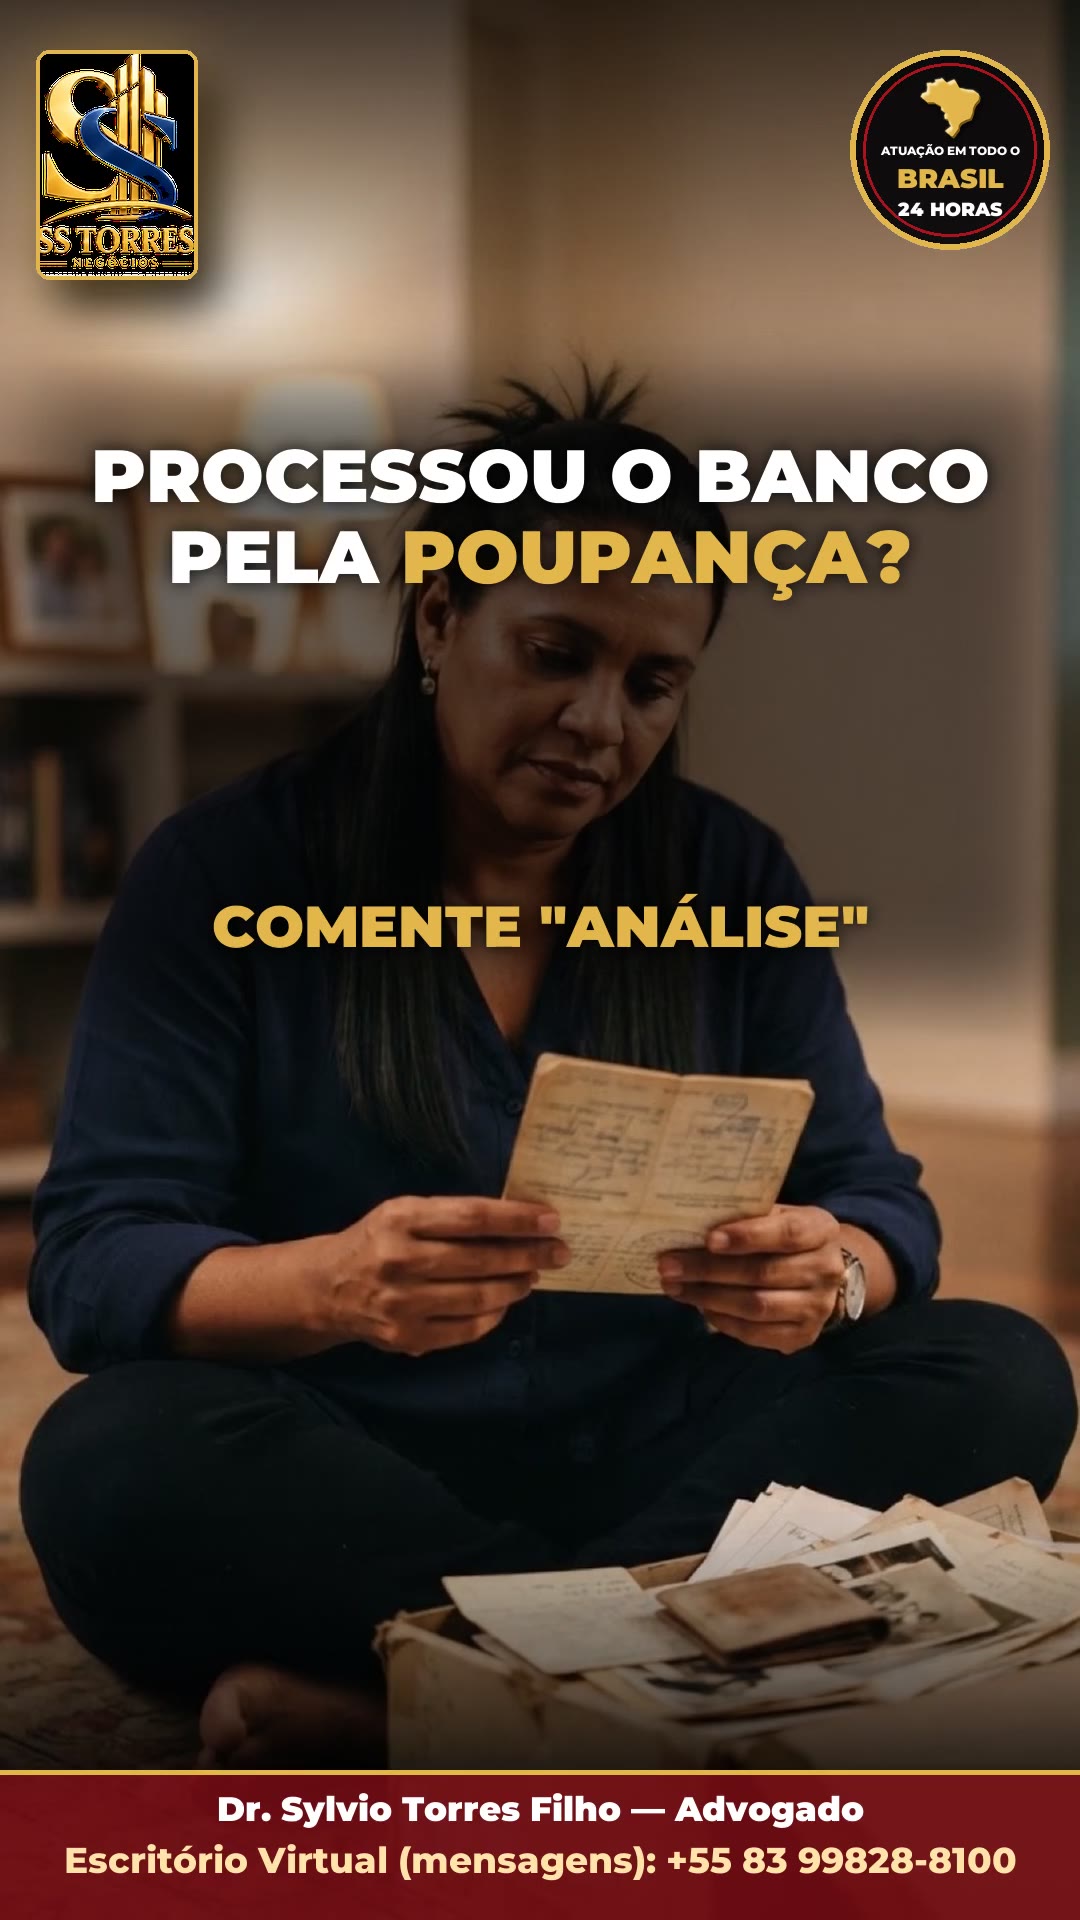 SS TORRES
NEGÓCIOS
ATUAÇÃO EM TODO O
BRASIL
24 HORAS
PROCESSOU O BANCO
PELA POUPANÇA?
COMENTE "ANÁLISE"
Dr. Sylvio Torres Filho — Advogado
Escritório Virtual (mensagens): +55 83 99828-8100